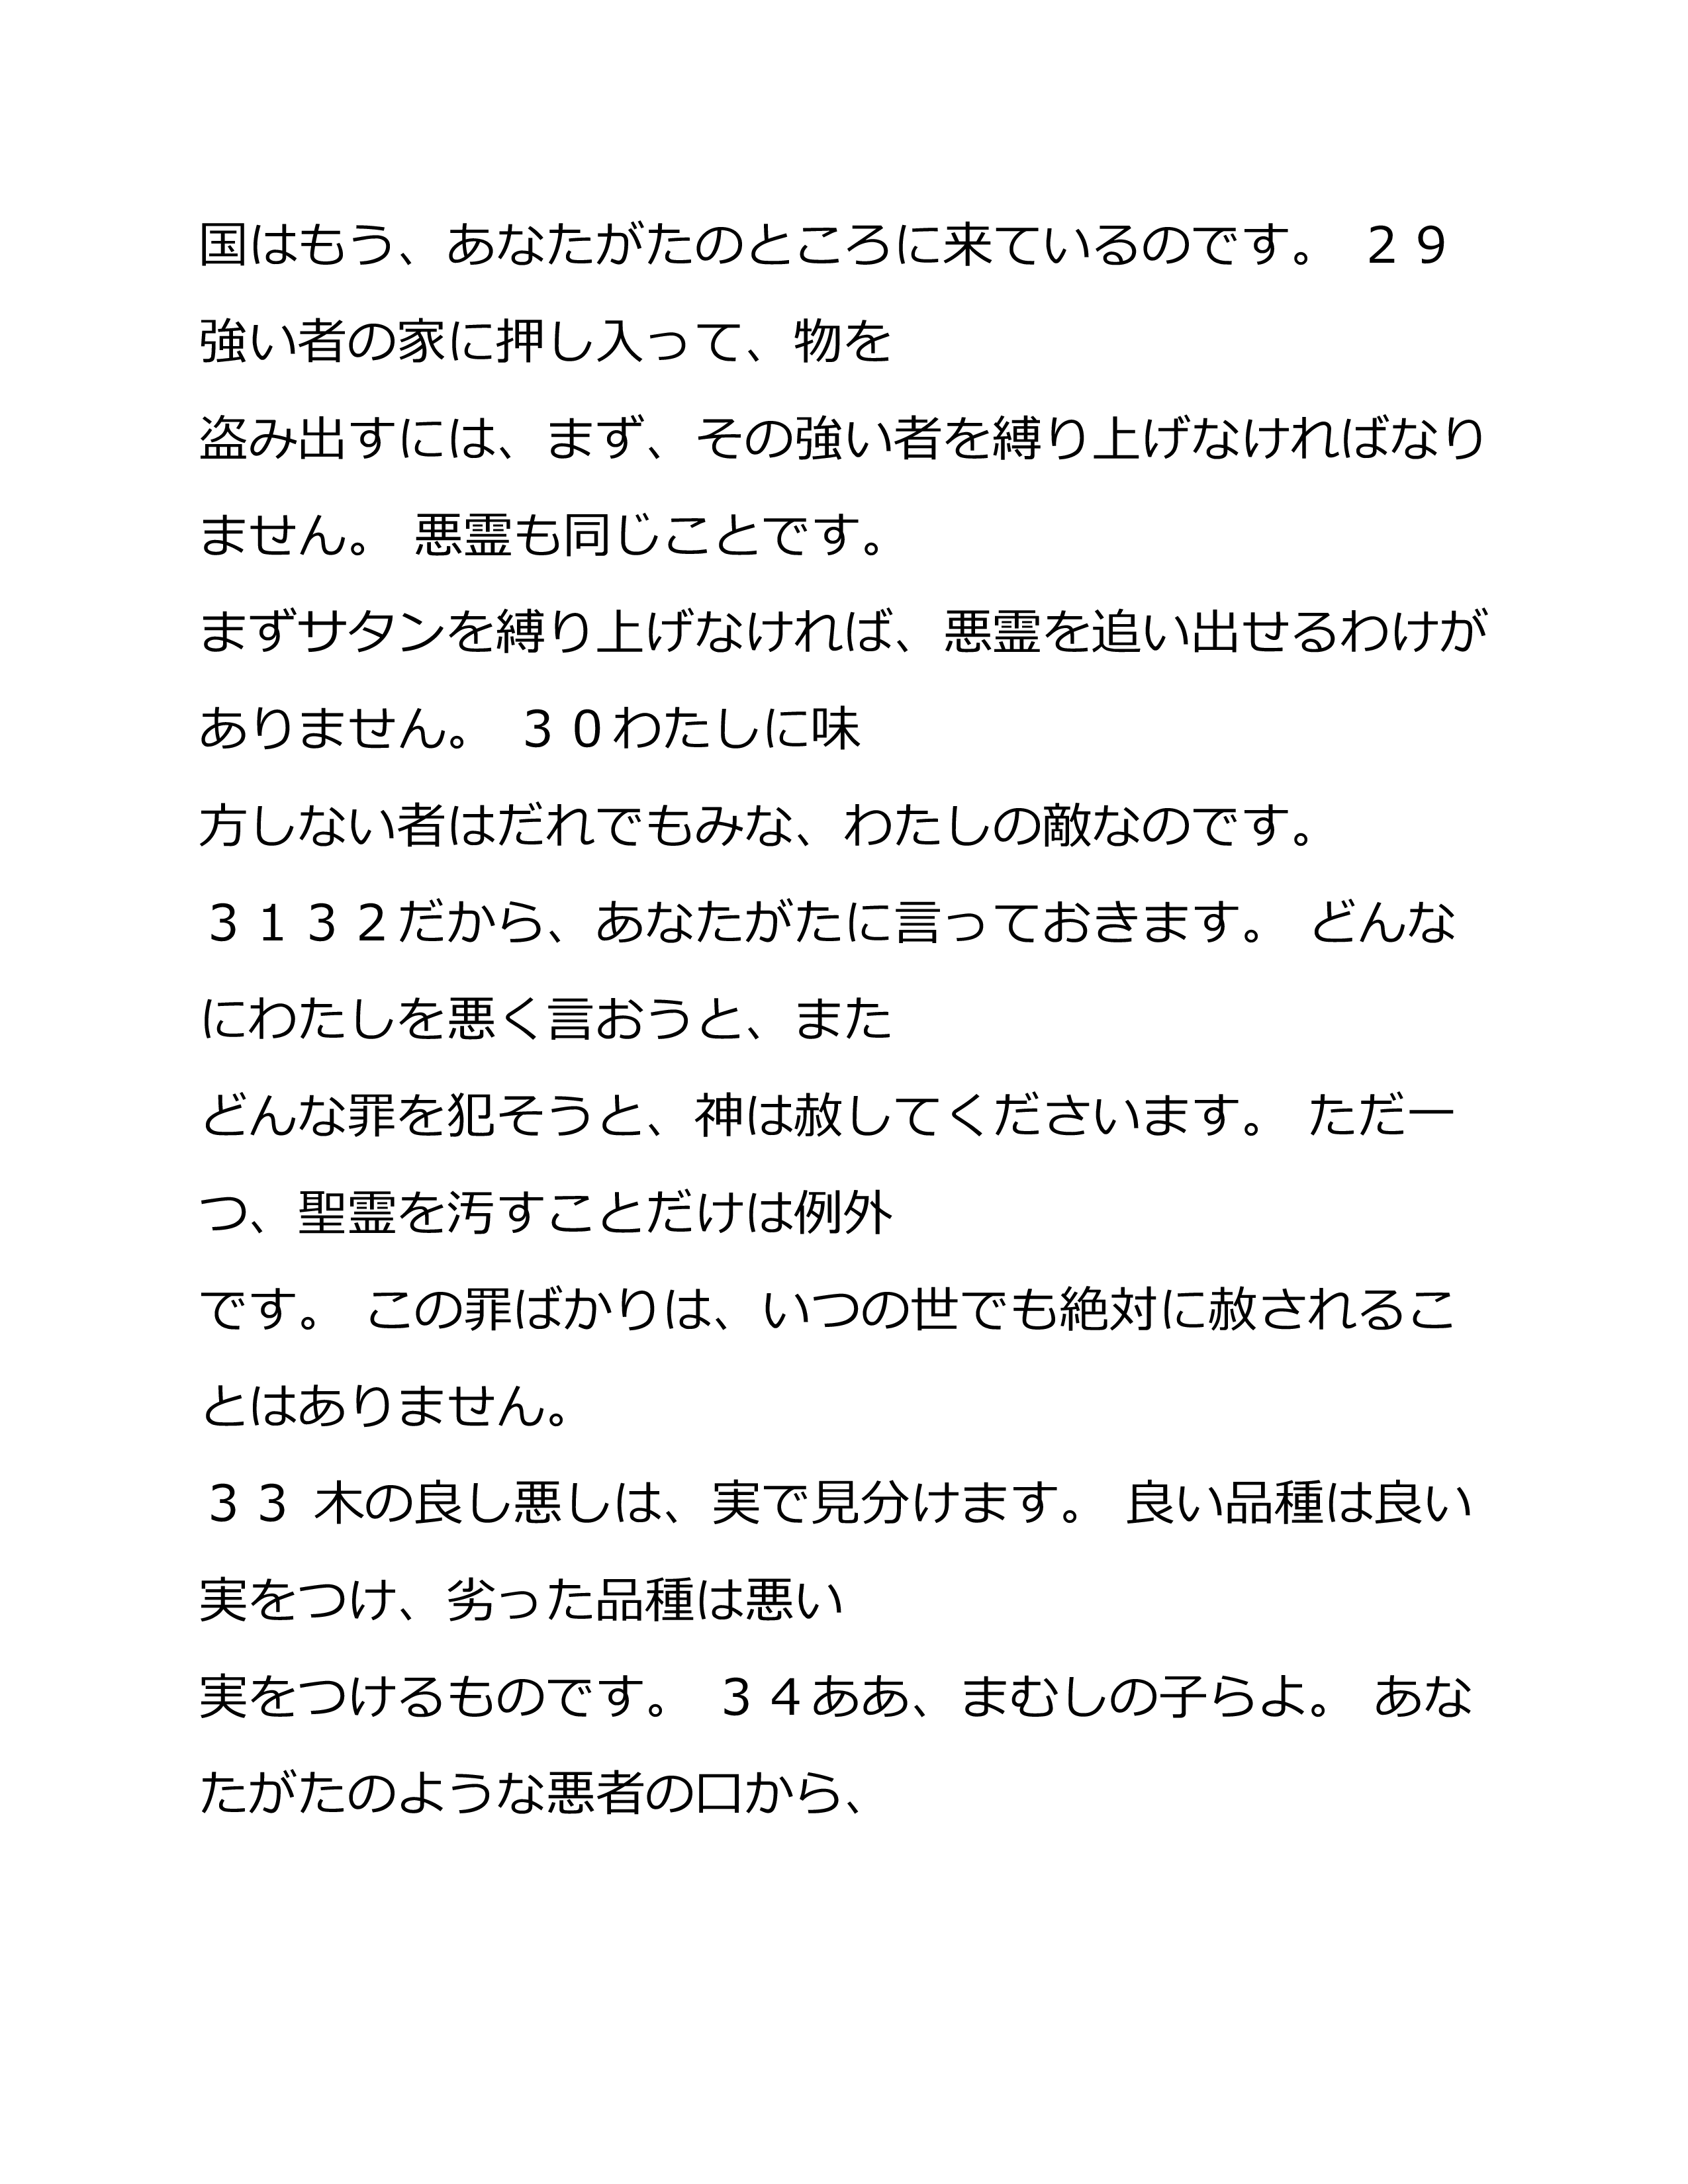 国はもう、あなたがたのところに来ているのです。 ２９
強い者の家に押し入って、物を
盗み出すには、まず、その強い者を縛り上げなければなり
ません。 悪霊も同じことです。
まずサタンを縛り上げなければ、悪霊を追い出せるわけが
ありません。 ３０わたしに味
方しない者はだれでもみな、わたしの敵なのです。
３１３２だから、あなたがたに言っておきます。 どんな
にわたしを悪く言おうと、また
どんな罪を犯そうと、神は赦してくださいます。 ただ一
つ、聖霊を汚すことだけは例外
です。 この罪ばかりは、いつの世でも絶対に赦されるこ
とはありません。
３３ 木の良し悪しは、実で見分けます。 良い品種は良い
実をつけ、劣った品種は悪い
実をつけるものです。 ３４ああ、まむしの子らよ。 あな
たがたのような悪者の口から、